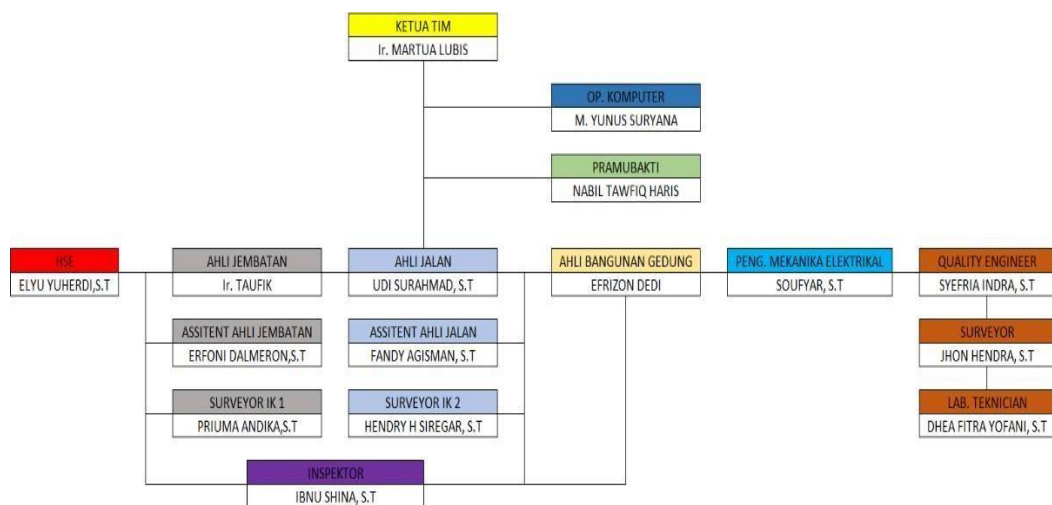 KETUA TIM
Ir. MARTUA LUBIS
OP. KOMPUTER
M. YUNUS SURYANA
PRAMUBAKTI
NABIL TAWFIQ HARIS
HSE
ELYU YUHERDI,S.T
AHLI JEMBATAN
Ir. TAUFIK
AHLI JALAN
UDI SURAHMAD, S.T
AHLI BANGUNAN GEDUNG
EFRIZON DEDI
PENG. MEKANIKA ELEKTRIKAL
SOUFYAR, S.T
QUALITY ENGINEER
SYEFRIA INDRA, S.T
ASSITENT AHLI JEMBATAN
ERFONI DALMERON,S.T
ASSITENT AHLI JALAN
FANDY AGISMAN, S.T
SURVEYOR
JHON HENDRA, S.T
SURVEYOR IK 1
PRIUMA ANDIKA,S.T
SURVEYOR IK 2
HENDRY H SIREGAR, S.T
LAB. TEKNICIAN
DHEA FITRA YOFANI, S.T
INSPEKTOR
IBNU SHINA, S.T